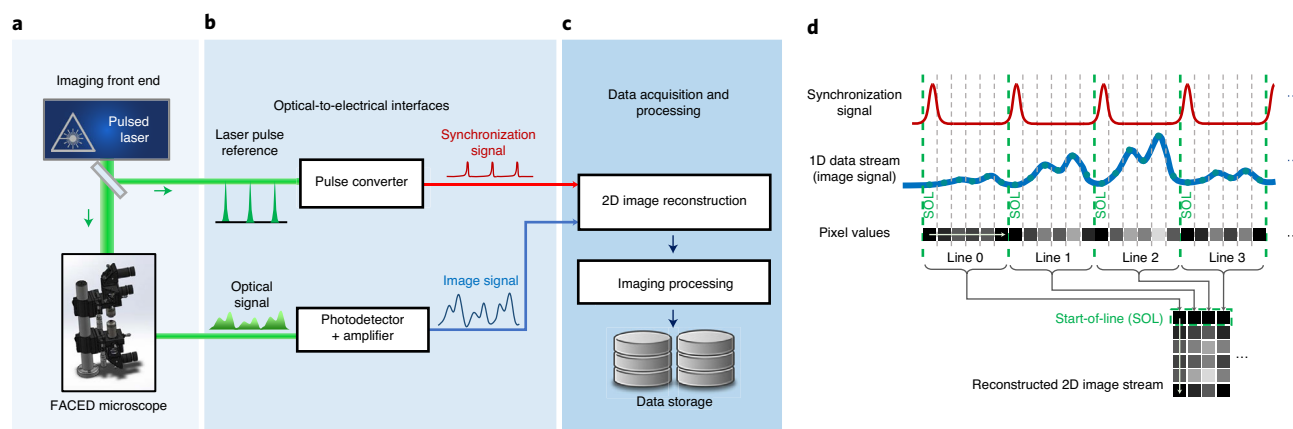 a
Imaging front end
Pulsed
laser
FACED microscope
b
Optical-to-electrical interfaces
Laser pulse
reference
Pulse converter
Synchronization
signal
Optical
signal
Photodetector
+ amplifier
Image signal
c
Data acquisition and
processing
2D image reconstruction
Imaging processing
Data storage
d
Synchronization
signal
1D data stream
(image signal)
SOL
SOL
SOL
SOL
Pixel values
Line 0
Line 1
Line 2
Line 3
Start-of-line (SOL)
...
Reconstructed 2D image stream